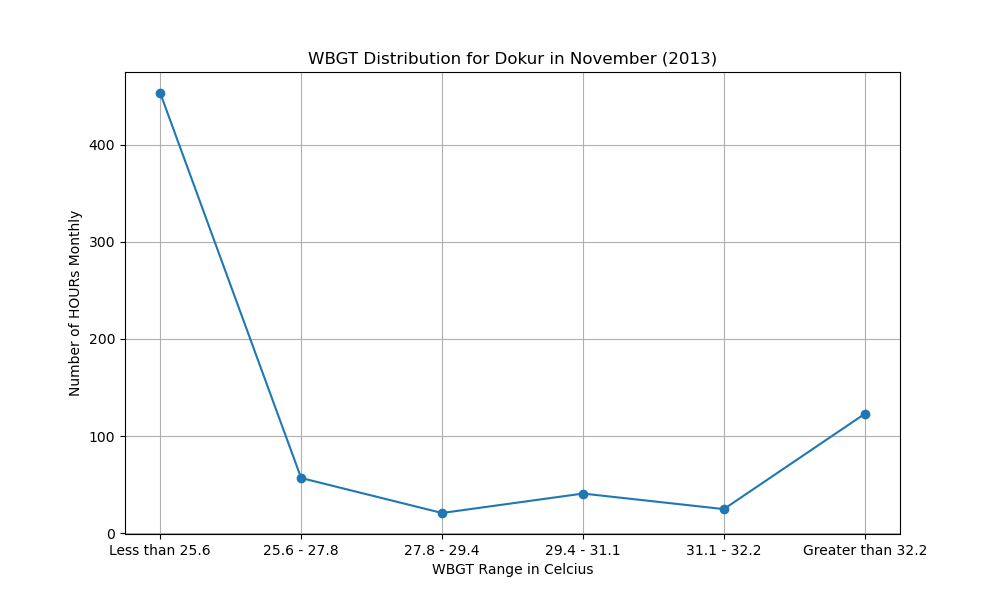 WBGT Distribution for Dokur in November (2013)
Number of HOURs Monthly
400
300
200
100
0
Less than 25.6
25.6 - 27.8
27.8 - 29.4
29.4 - 31.1
31.1 - 32.2
Greater than 32.2
WBGT Range in Celcius